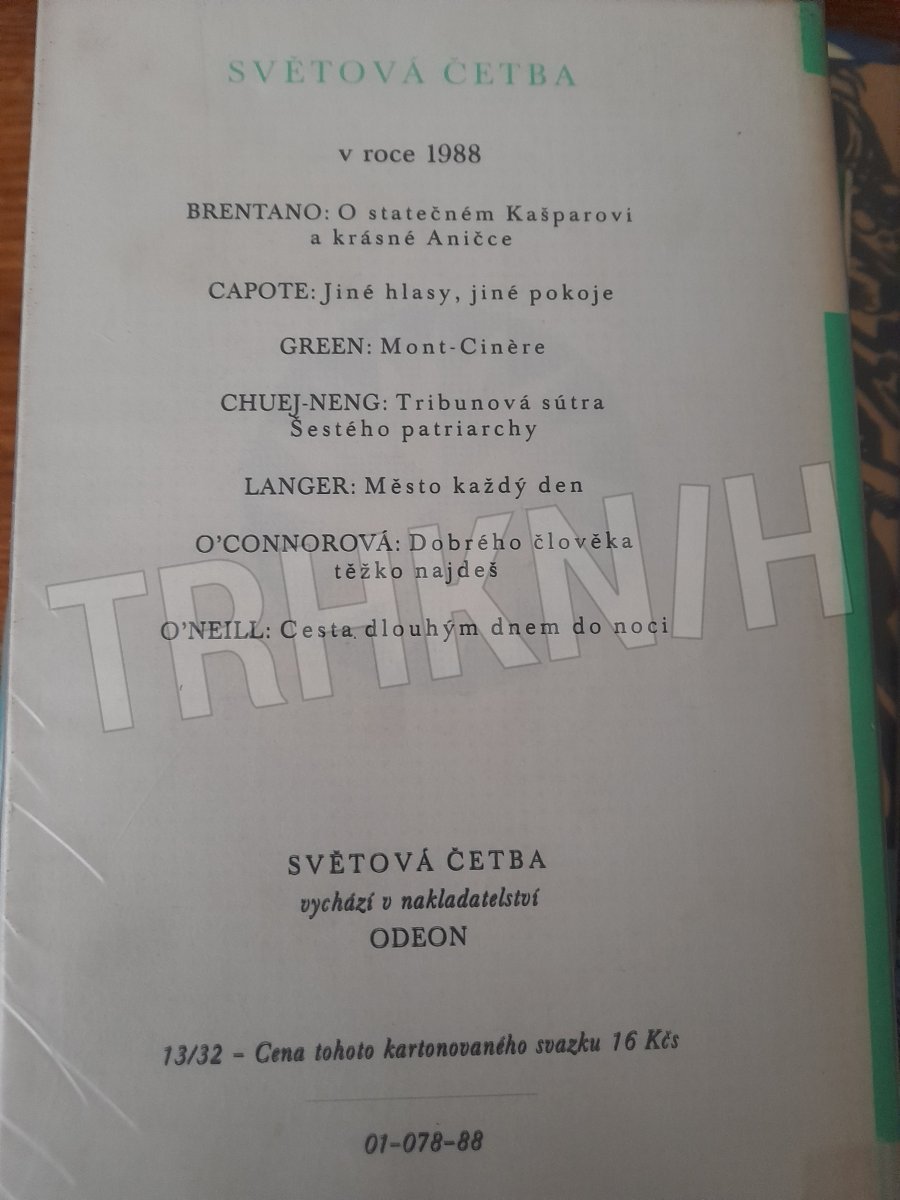 SVĚTOVÁ ČETBA
v roce 1988
BRENTANO: O statečném Kašparovi
a krásné Aničce
CAPOTE: Jiné hlasy, jiné pokoje
GREEN: Mont-Cinère
CHUEJ-NENG: Tribunová sútra
Šestého patriarchy
LANGER: Město každý den
O'CONNOROVÁ: Dobrého člověka
těžko najdeš
O'NEILL: Cesta dlouhým dnem do noci
TRHKNIH
SVĚTOVÁ ČETBA
vychází v nakladatelství
ODEON
13/32 – Cena tohoto kartonovaného svazku 16 Kčs
01-078-88